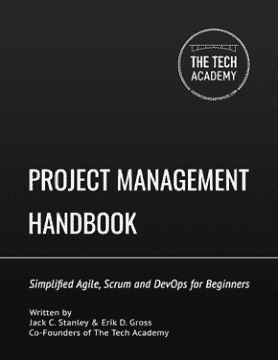 THE TECH
ACADEMY
PROJECT MANAGEMENT
HANDBOOK
Simplified Agile, Scrum and DevOps for Beginners
Written by
Jack C. Stanley & Erik D. Gross
Co-Founders of The Tech Academy